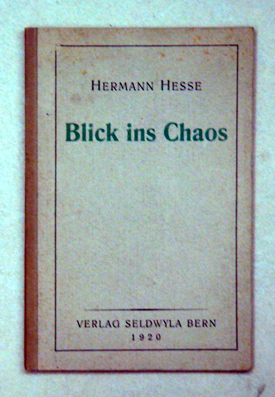 HERMANN HESSE
Blick ins Chaos
VERLAG SELDWYLA BERN
1920